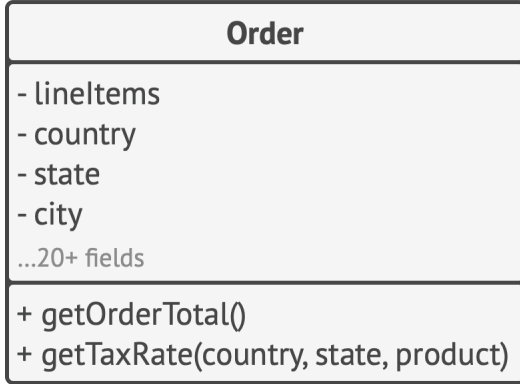 Order
- lineItems
- country
- state
- city
...20+ fields
+ getOrderTotal()
+ getTaxRate(country, state, product)